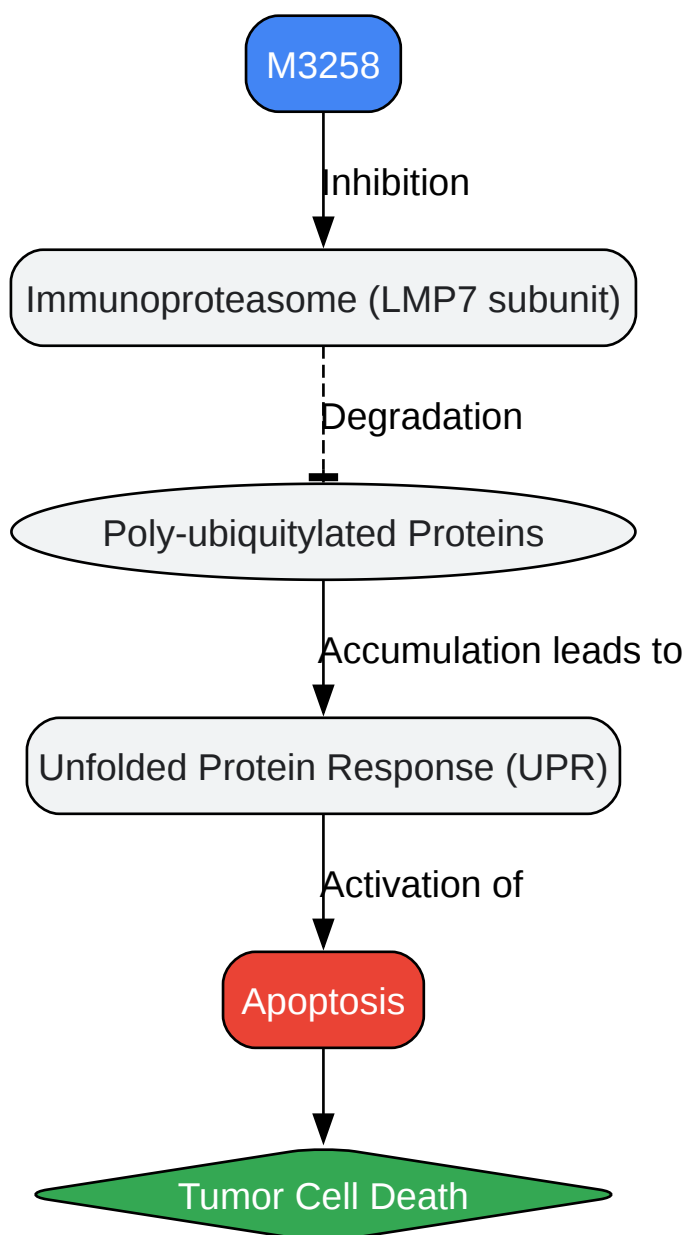 M3258
Inhibition
Immunoproteasome (LMP7 subunit)
Degradation
Poly-ubiquitylated Proteins
Accumulation leads to
Unfolded Protein Response (UPR)
Activation of
Apoptosis
Tumor Cell Death